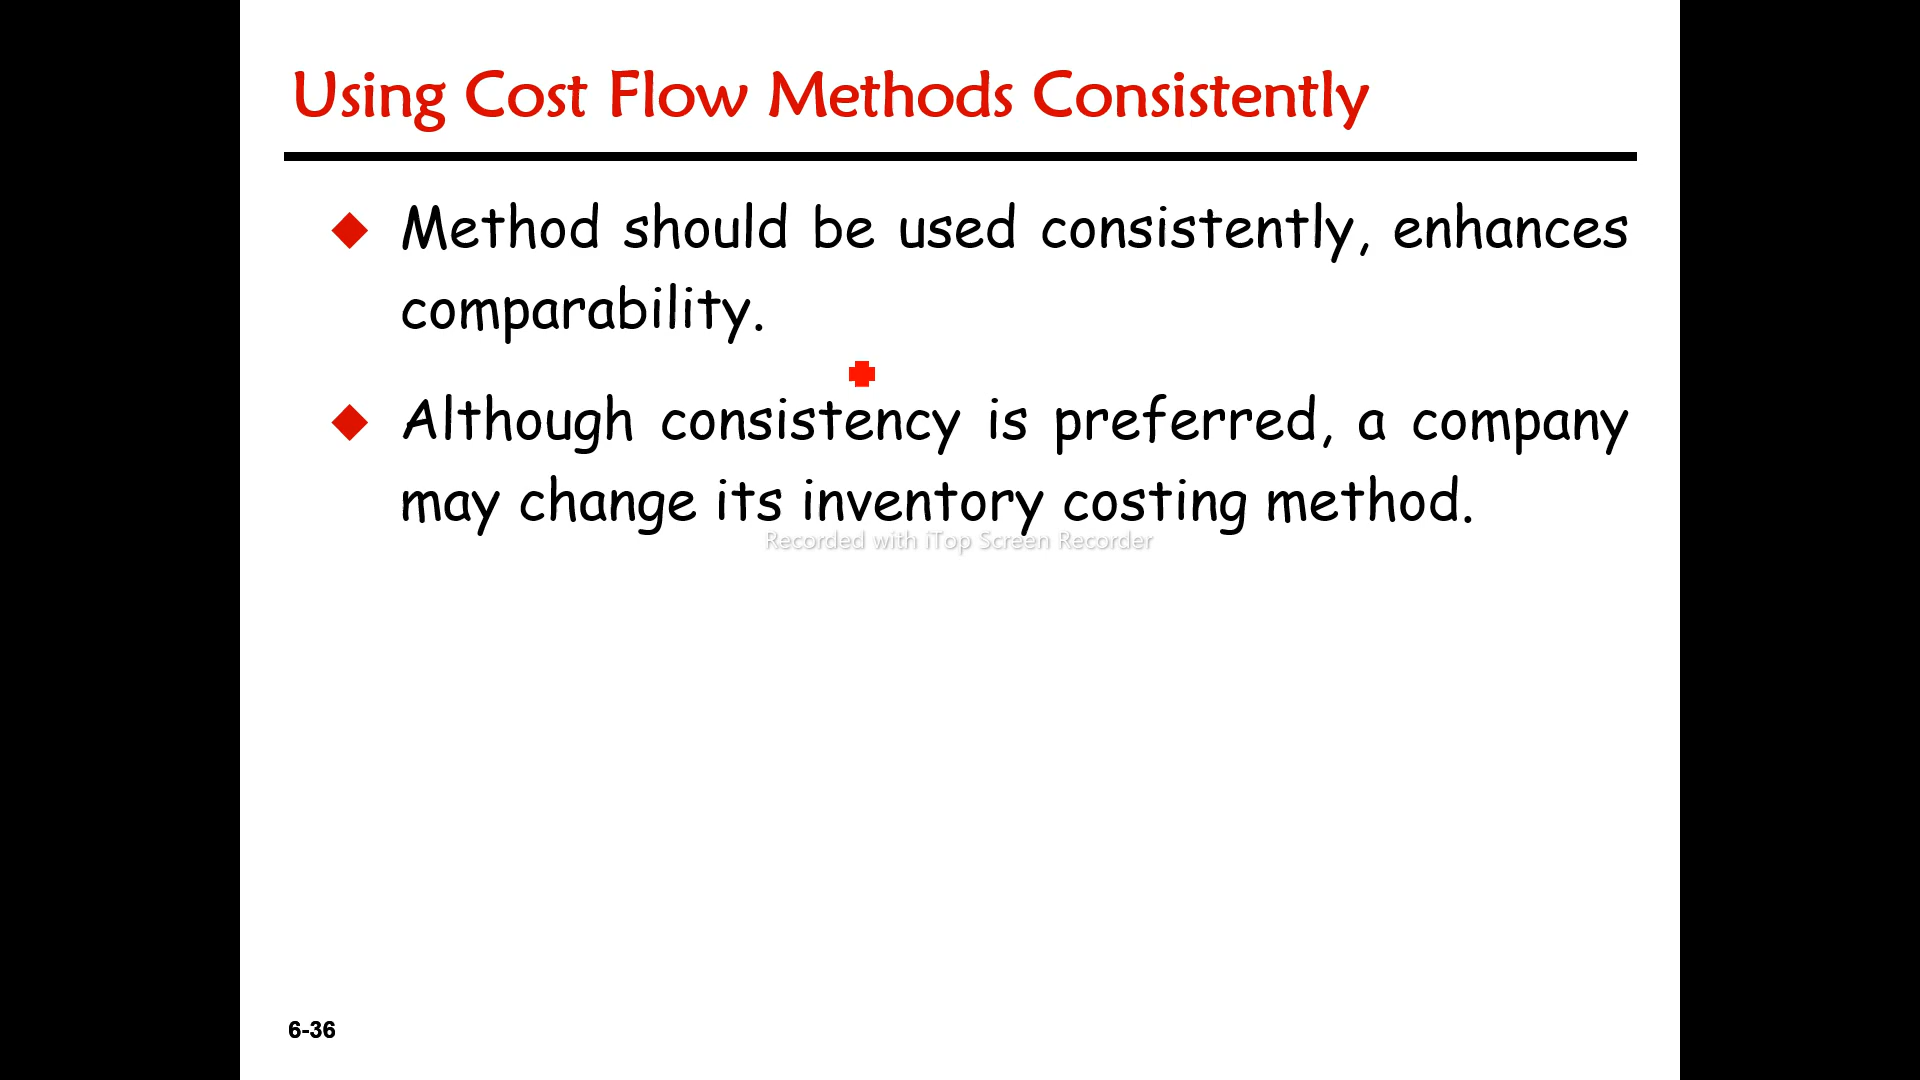 Using Cost Flow Methods Consistently
Method should be used consistently, enhances
comparability.
Although consistency is preferred, a company
may change its inventory costing method.
Recorded with iTop Screen Recorder
6-36